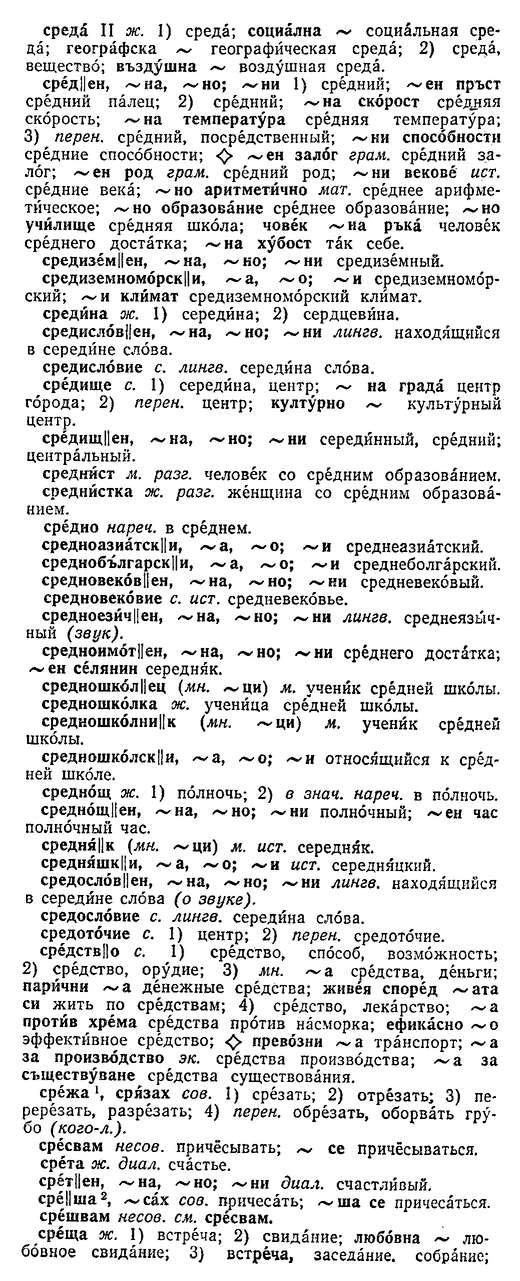 среда́ II ж. 1) среда́; социа́лна ~ социа́льная сре-
да́; геогра́фска ~ географи́ческая среда́; 2) среда́,
вещество́; възду́шна ~ возду́шная среда́.
сре́д||ен, ~на, ~но; ~ни 1) сре́дний; ~ен пръст
сре́дний па́лец; 2) сре́дний; ~на ско́рост сре́дняя
ско́рость; ~на температу́ра сре́дняя температу́ра;
3) перен. сре́дний, посре́дственный; ~ни спосо́бности
сре́дние спосо́бности; ◇ ~ен зало́г грам. сре́дний за-
ло́г; ~ен род грам. сре́дний род; ~ни векове́ ист.
сре́дние века́; ~но аритмети́чно мат. сре́днее арифме-
ти́ческое; ~но образова́ние сре́днее образова́ние; ~но
учи́лище сре́дняя шко́ла; чове́к ~на ръка́ челове́к
сре́днего доста́тка; ~на ху́бост так себе́.
средизе́м||ен, ~на, ~но; ~ни средизе́мный.
средиземномо́рск||и, ~а, ~о; ~и средиземномо́р-
ский; ~и кли́мат средиземномо́рский кли́мат.
среди́на ж. 1) середи́на; 2) сердцеви́на.
средисло́в||ен, ~на, ~но; ~ни лингв. находя́щийся
в середи́не сло́ва.
средисло́вие с. лингв. середи́на сло́ва.
сре́дище с. 1) середи́на, центр; ~ на града́ центр
го́рода; 2) перен. центр; култу́рно ~ культу́рный
центр.
сре́дищ||ен, ~на, ~но; ~ни середи́нный, сре́дний;
центра́льный.
средни́ст м. разг. челове́к со сре́дним образова́нием.
средни́стка ж. разг. же́нщина со сре́дним образова́-
нием.
сре́дно нареч. в сре́днем.
средноазиа́тск||и, ~а, ~о; ~и среднеазиа́тский.
среднобълга́рск||и, ~а, ~о; ~и среднеболга́рский.
средновеко́в||ен, ~на, ~но; ~ни средневеко́вый.
средновеко́вие с. ист. средневеко́вье.
средноези́ч||ен, ~на, ~но; ~ни лингв. среднеязы́ч-
ный (звук).
средноимо́т||ен, ~на, ~но; ~ни сре́днего доста́тка;
~ен се́лянин середня́к.
средношко́л||ец (мн. ~ци) м. учени́к сре́дней шко́лы.
средношко́лка ж. учени́ца сре́дней шко́лы.
средношко́лни||к (мн. ~ци) м. учени́к сре́дней
шко́лы.
средношко́лск||и, ~а, ~о; ~и относя́щийся к сре́д-
ней шко́ле.
средно́щ ж. 1) по́лночь; 2) в знач. нареч. в по́лночь.
средно́щ||ен, ~на, ~но; ~ни полно́чный; ~ен час
полно́чный час.
средня́||к (мн. ~ци) м. ист. середня́к.
средня́шк||и, ~а, ~о; ~и ист. середня́цкий.
средосло́в||ен, ~на, ~но; ~ни лингв. находя́щийся
в середи́не сло́ва (о звуке).
средосло́вие с. лингв. середи́на сло́ва.
средото́чие с. 1) центр; 2) перен. средото́чие.
сре́дств||о с. 1) сре́дство, спо́соб, возмо́жность;
2) сре́дство, ору́дие; 3) мн. ~а сре́дства, де́ньги;
пари́чни ~а де́нежные сре́дства; живе́я спо́ред ~ата
си жить по сре́дствам; 4) сре́дство, лека́рство; ~а
про́тив хре́ма сре́дства про́тив на́сморка; ефика́сно ~о
эффекти́вное сре́дство; ◇ прево́зни ~а тра́нспорт; ~а
за произво́дство эк. сре́дства произво́дства; ~а за
съществу́ване сре́дства существова́ния.
сре́жа ¹, сря́зах сов. 1) сре́зать; 2) отре́зать; 3) пе-
рере́зать, разре́зать; 4) перен. обре́зать, оборва́ть гру́-
бо (кого-л.).
сре́свам несов. причёсывать; ~ се причёсываться.
сре́та ж. диал. сча́стье.
сре́т||ен, ~на, ~но; ~ни диал. счастли́вый.
сре́||ша ², ~сах сов. причеса́ть; ~ша се причеса́ться.
сре́швам несов. см. сре́свам.
сре́ща ж. 1) встре́ча; 2) свида́ние; любо́вна ~ лю-
бо́вное свида́ние; 3) встре́ча, заседа́ние, собра́ние;